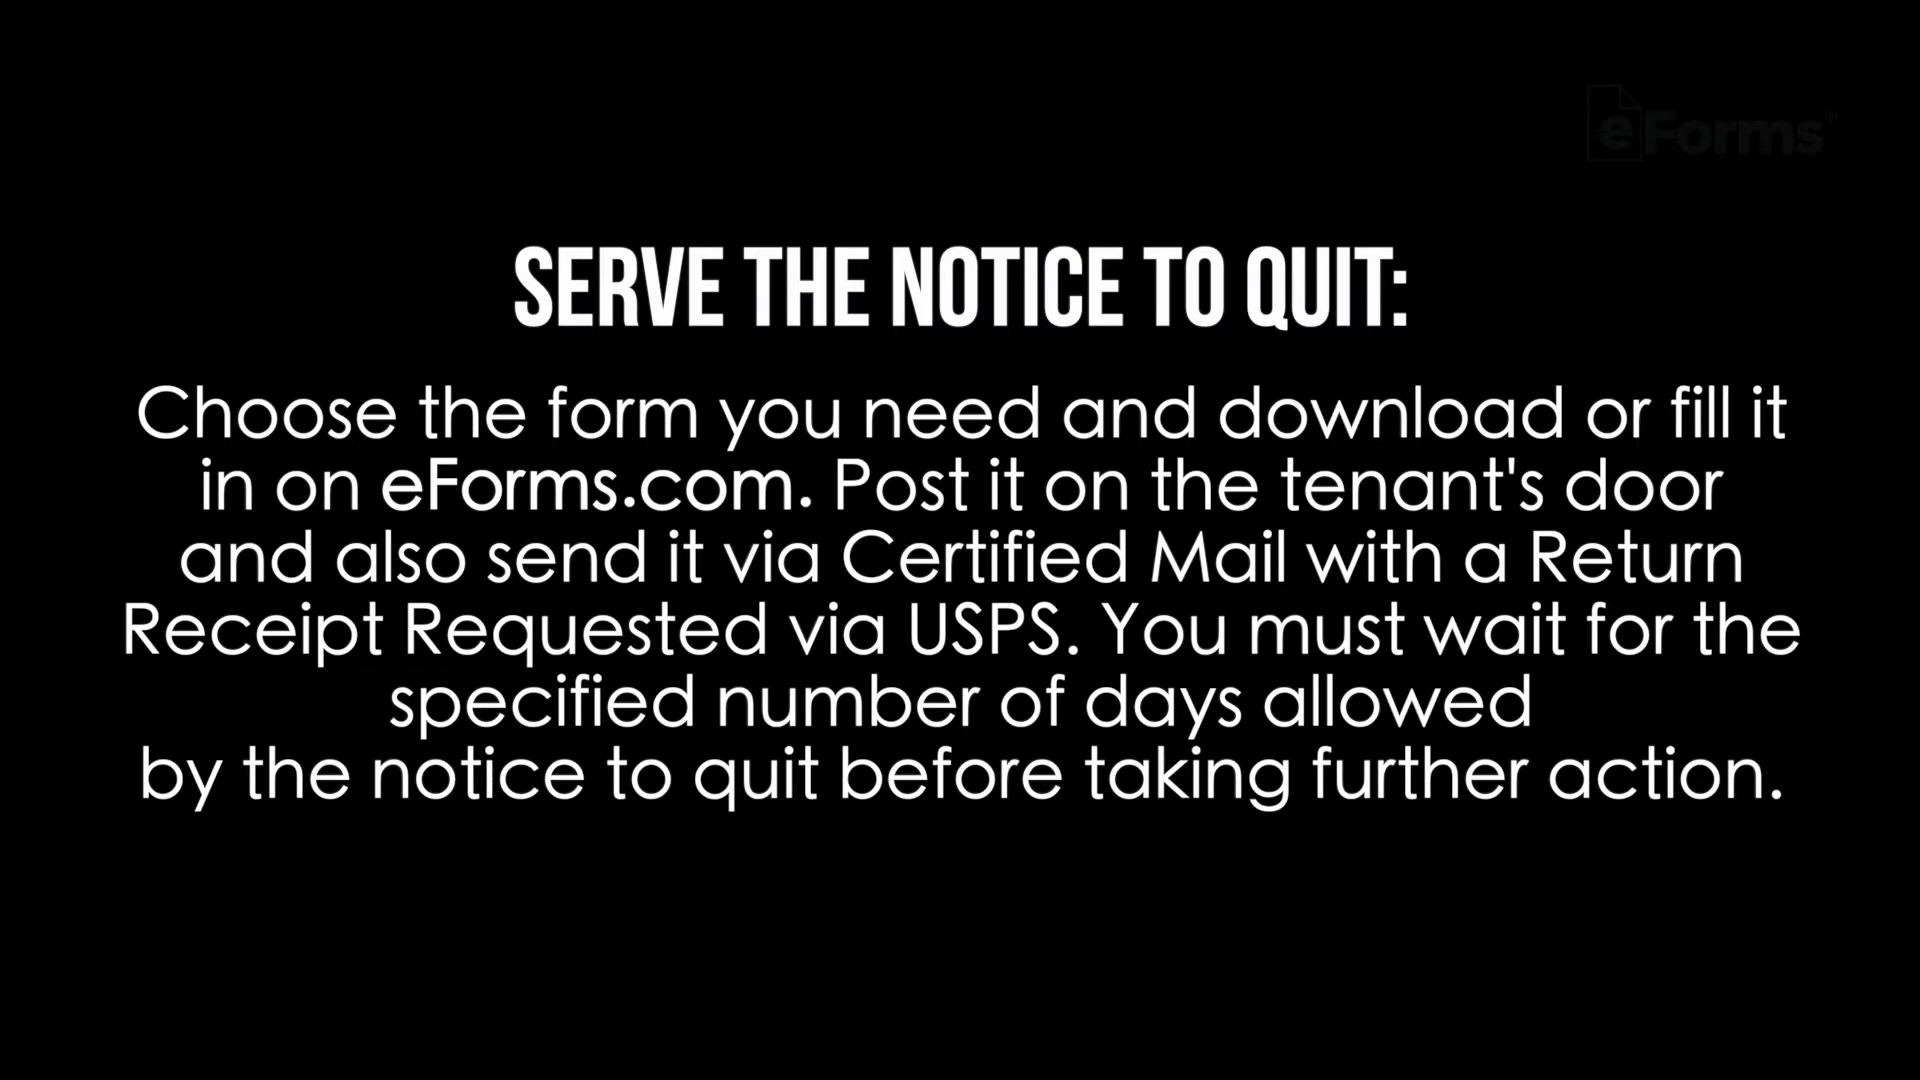 eForms
SERVE THE NOTICE TO QUIT:
Choose the form you need and download or fill it
in on eForms.com. Post it on the tenant's door
and also send it via Certified Mail with a Return
Receipt Requested via USPS. You must wait for the
specified number of days allowed
by the notice to quit before taking further action.